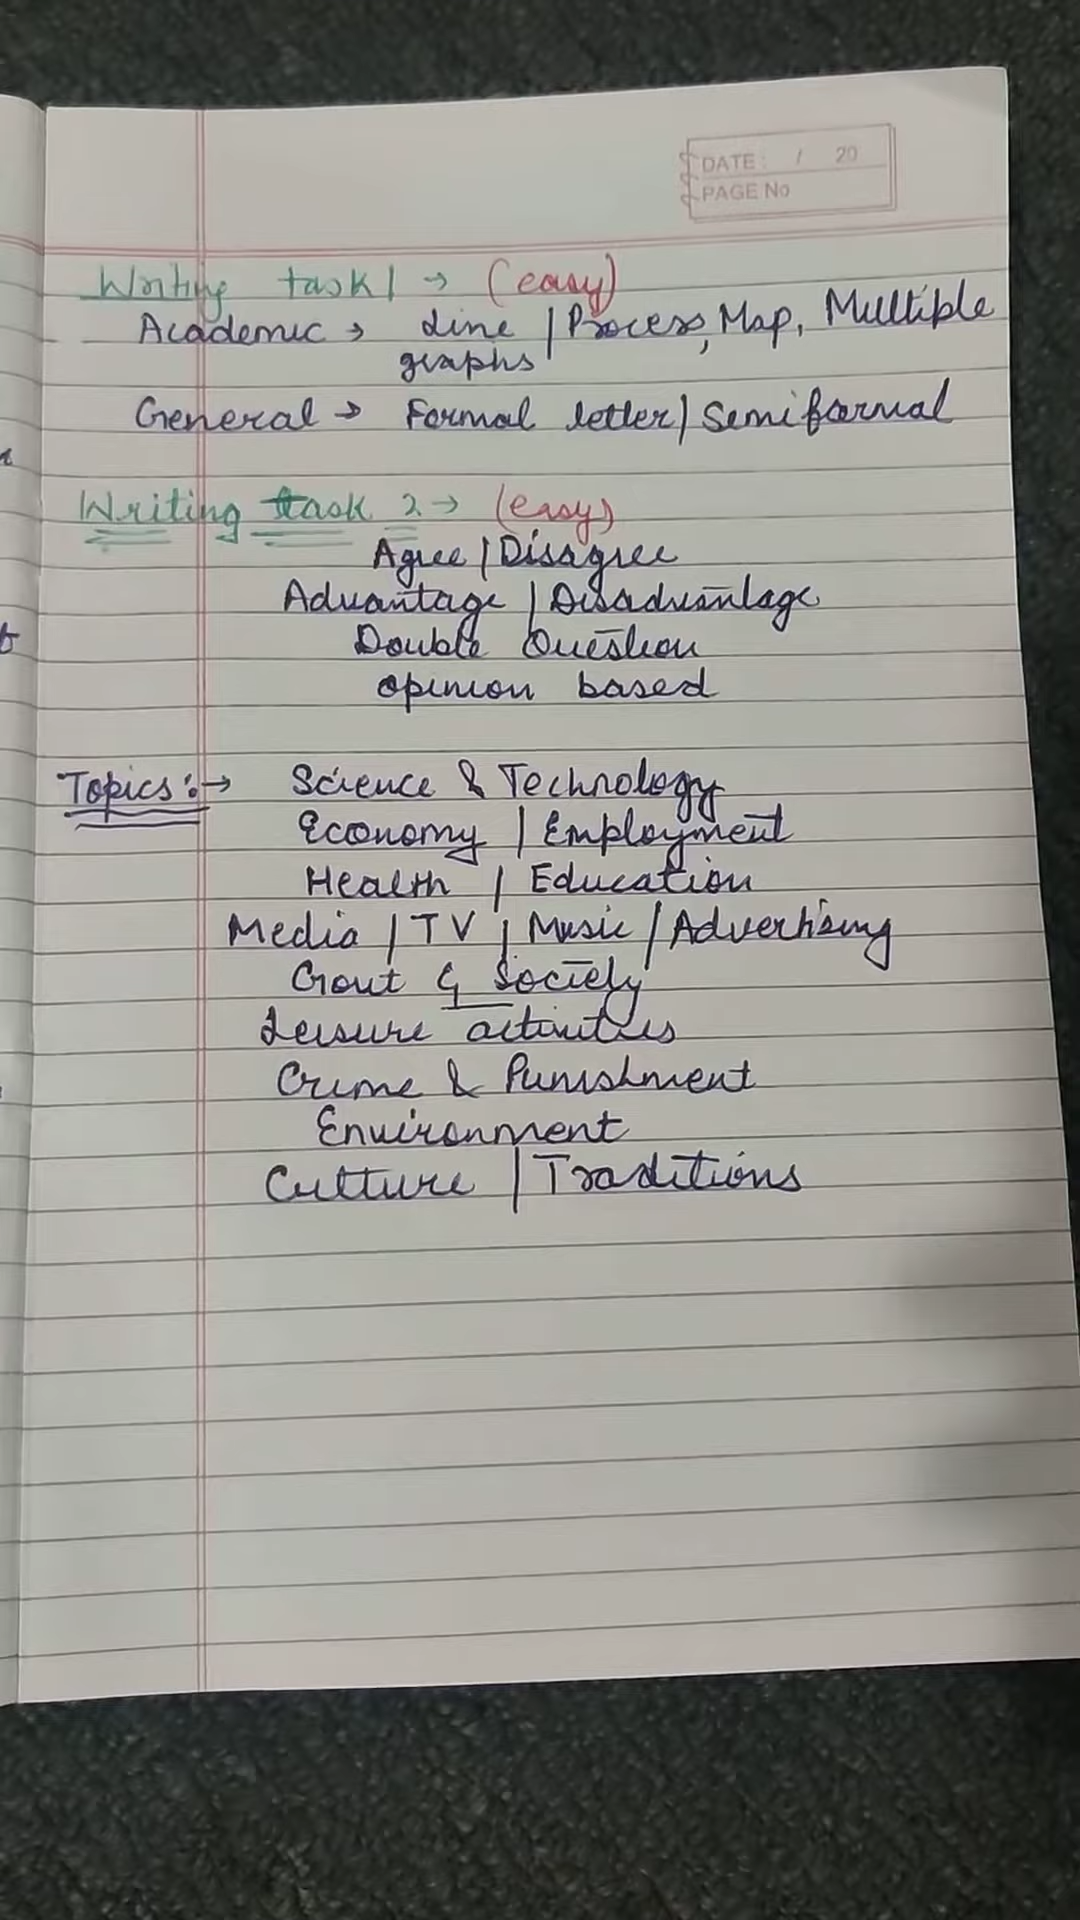 DATE : / 20
PAGE No
Writing task 1 → (easy)
Academic → Line / Process, Map, Mulltiple
graphs
General → Formal letter / Semiformal
Writing task 2 → (easy)
Agree / Disagree
Advantage / Disadvantage
Double Question
opinion based
Topics :→ Science & Technology
Economy / Employment
Health / Education
Media / TV / Music / Advertising
Govt & Society
Leisure activities
Crime & Punishment
Environment
Culture / Traditions